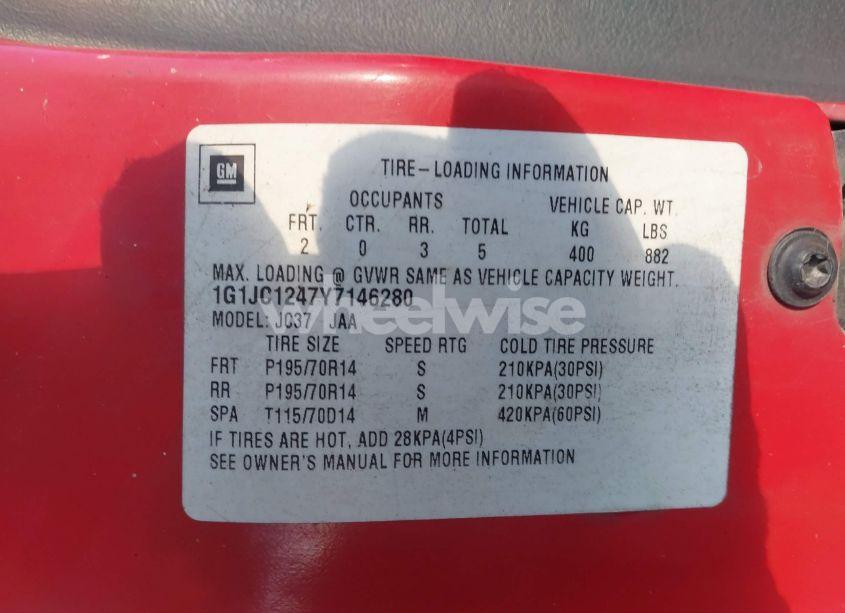 GM
TIRE-LOADING INFORMATION
OCCUPANTS VEHICLE CAP. WT.
FRT. CTR. RR. TOTAL KG LBS
2 0 3 5 400 882
MAX. LOADING @ GVWR SAME AS VEHICLE CAPACITY WEIGHT.
1G1JC1247Y7146280
wheelwise
MODEL: JC37 JAA
TIRE SIZE SPEED RTG COLD TIRE PRESSURE
FRT P195/70R14 S 210KPA(30PSI)
RR P195/70R14 S 210KPA(30PSI)
SPA T115/70D14 M 420KPA(60PSI)
IF TIRES ARE HOT, ADD 28KPA(4PSI)
SEE OWNER'S MANUAL FOR MORE INFORMATION